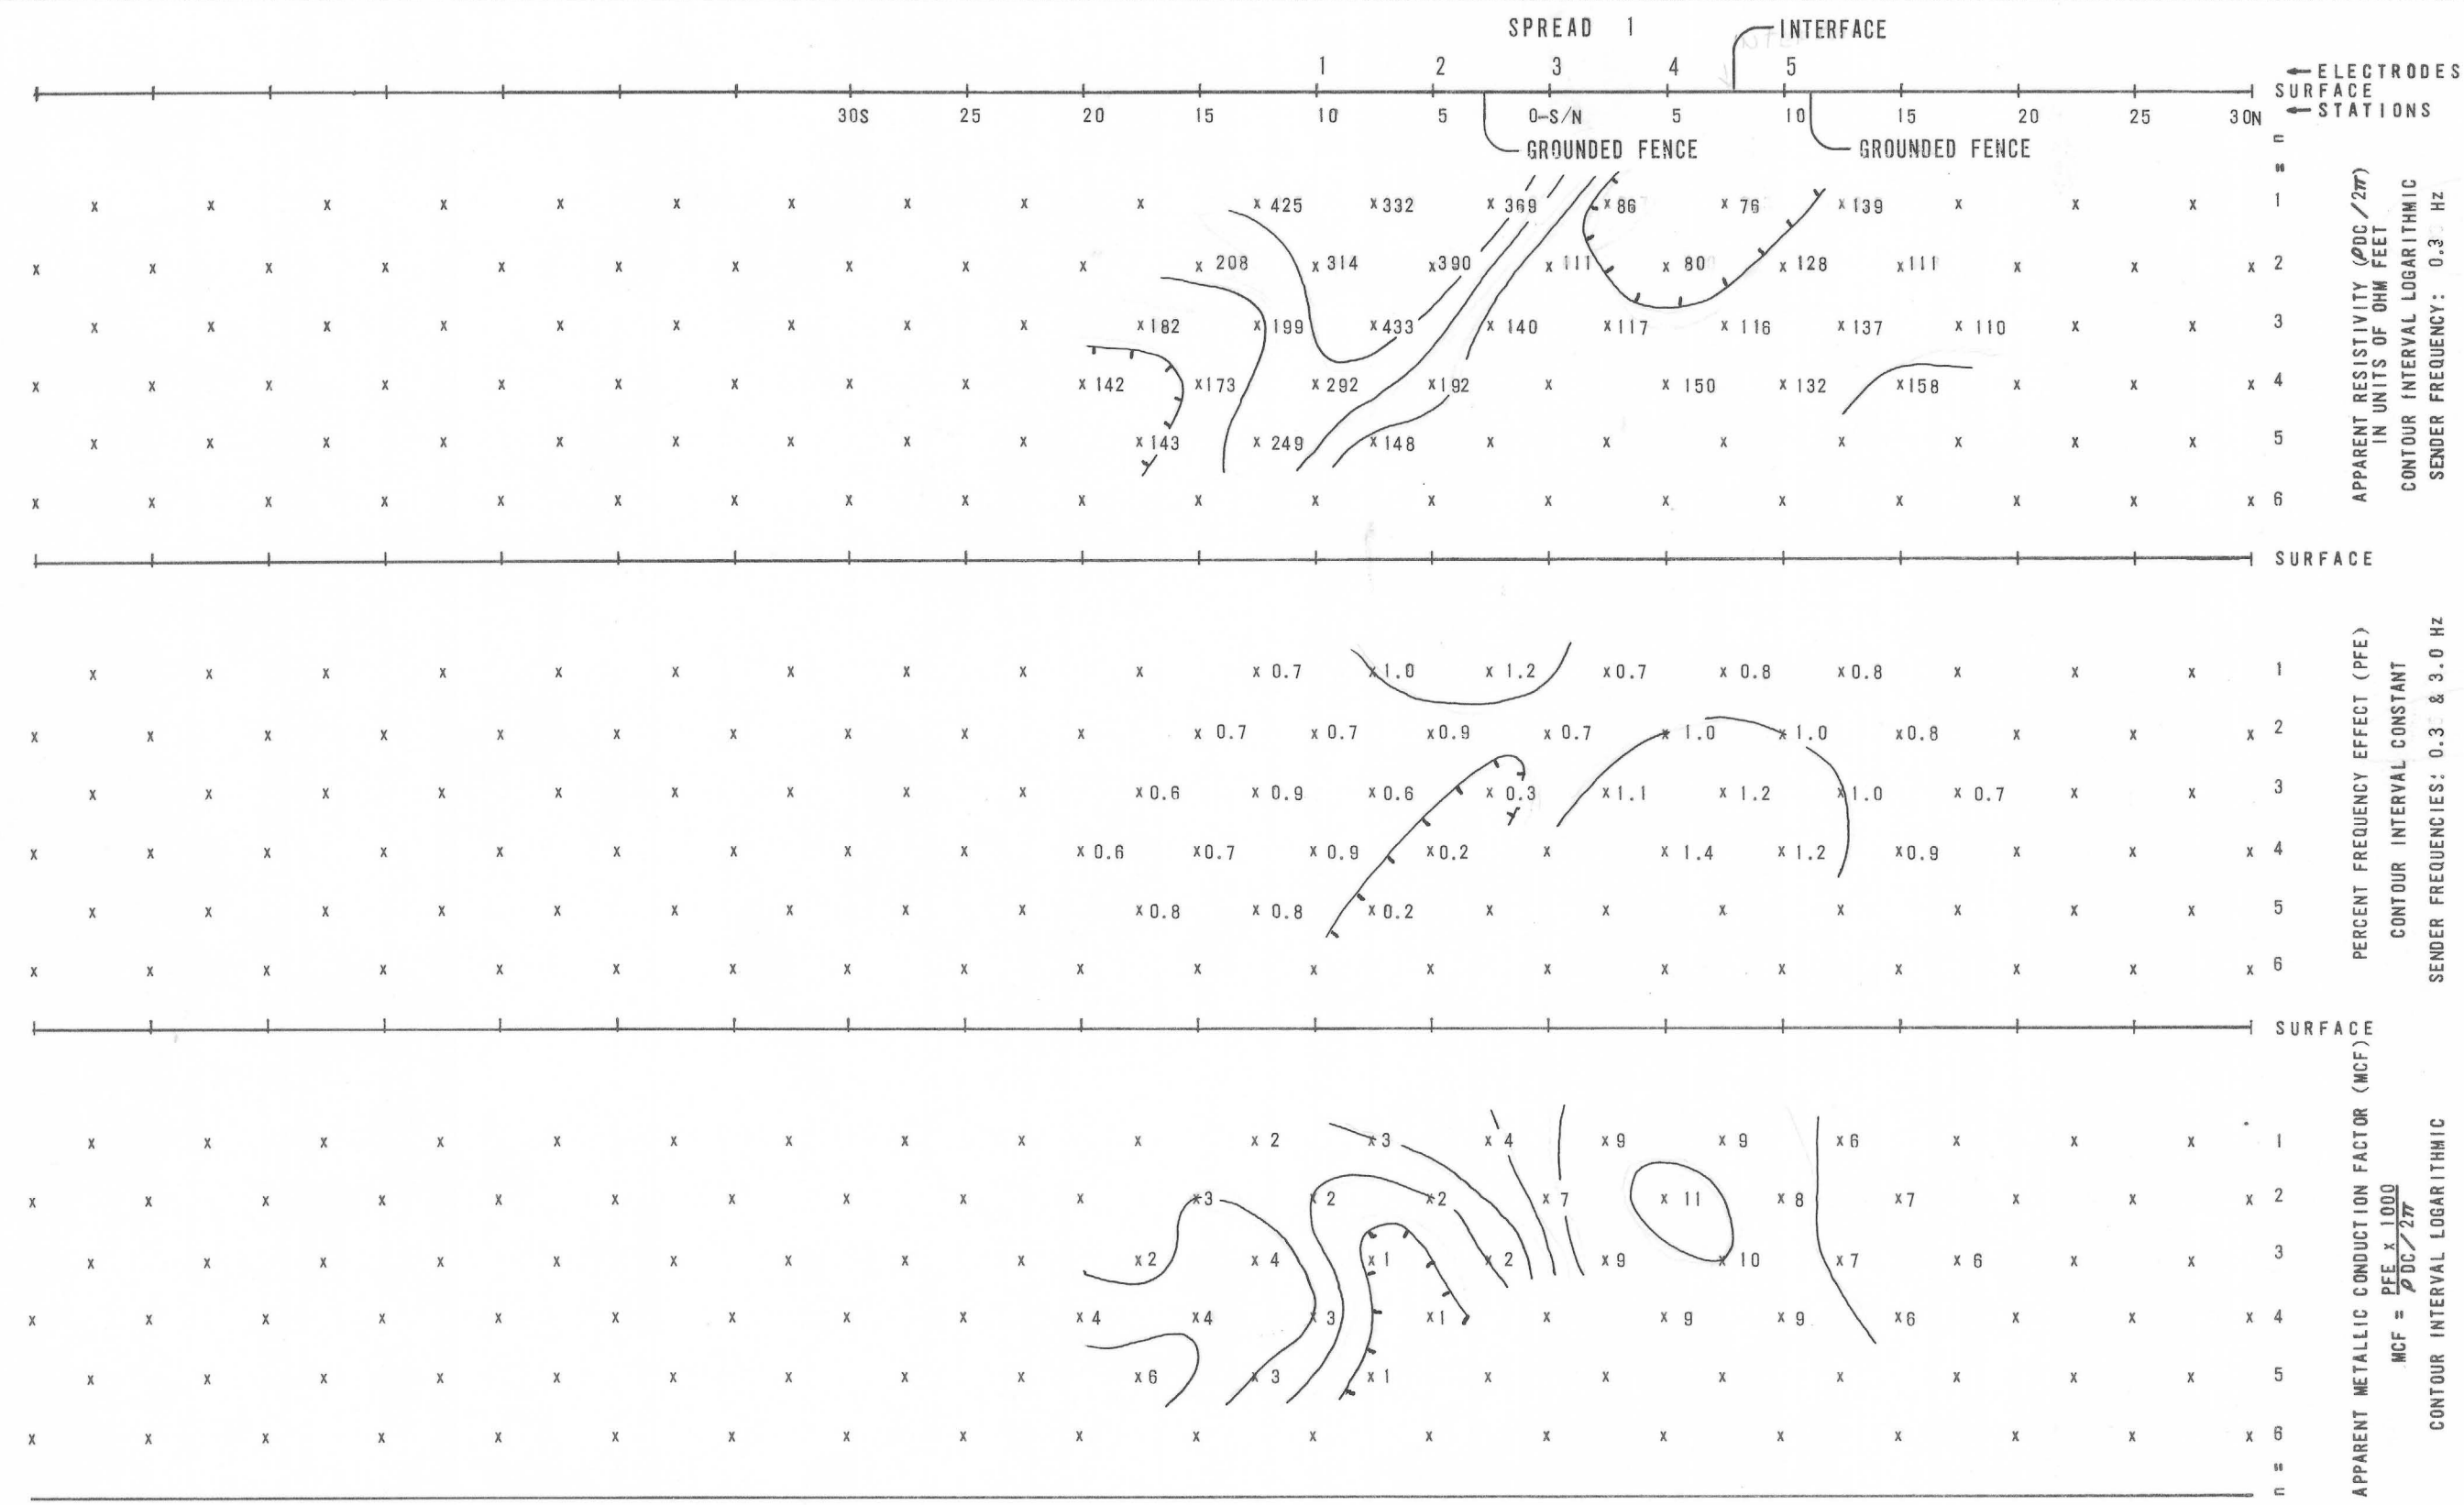 SPREAD 1
INTERFACE
1 2 3 4 5
←ELECTRODES
SURFACE
30S 25 20 15 10 5 0-S/N 5 10 15 20 25 30N
←STATIONS
GROUNDED FENCE GROUNDED FENCE
n
=
x x x x x x x x x x x 425 x 332 x 369 x 86 x 76 x 139 x x x 1
x x x x x x x x x x x 208 x 314 x 390 x 111 x 80 x 128 x 111 x x x 2
x x x x x x x x x x 182 x 199 x 433 x 140 x 117 x 116 x 137 x 110 x x 3
x x x x x x x x x x 142 x 173 x 292 x 192 x x 150 x 132 x 158 x x x 4
x x x x x x x x x x 143 x 249 x 148 x x x x x x x 5
x x x x x x x x x x x x x x x x x x x x 6
APPARENT RESISTIVITY (ρDC/2π)
IN UNITS OF OHM FEET
CONTOUR INTERVAL LOGARITHMIC
SENDER FREQUENCY: 0.3 Hz
SURFACE
x x x x x x x x x x x 0.7 x 1.0 x 1.2 x 0.7 x 0.8 x 0.8 x x x 1
x x x x x x x x x x x 0.7 x 0.7 x 0.9 x 0.7 x 1.0 x 1.0 x 0.8 x x x 2
x x x x x x x x x x 0.6 x 0.9 x 0.6 x 0.3 x 1.1 x 1.2 x 1.0 x 0.7 x x 3
x x x x x x x x x x 0.6 x 0.7 x 0.9 x 0.2 x x 1.4 x 1.2 x 0.9 x x x 4
x x x x x x x x x x 0.8 x 0.8 x 0.2 x x x x x x x 5
x x x x x x x x x x x x x x x x x x x x 6
PERCENT FREQUENCY EFFECT (PFE)
CONTOUR INTERVAL CONSTANT
SENDER FREQUENCIES: 0.3 & 3.0 Hz
SURFACE
x x x x x x x x x x x 2 x 3 x 4 x 9 x 9 x 6 x x x 1
x x x x x x x x x x x 3 x 2 x 2 x 7 x 11 x 8 x 7 x x x 2
x x x x x x x x x x 2 x 4 x 1 x 2 x 9 x 10 x 7 x 6 x x 3
x x x x x x x x x x 4 x 4 x 3 x 1 x x 9 x 9 x 6 x x x 4
x x x x x x x x x x 6 x 3 x 1 x x x x x x x 5
x x x x x x x x x x x x x x x x x x x x 6
=
n
APPARENT METALLIC CONDUCTION FACTOR (MCF)
MCF = PFE x 1000
ρDC/2π
CONTOUR INTERVAL LOGARITHMIC